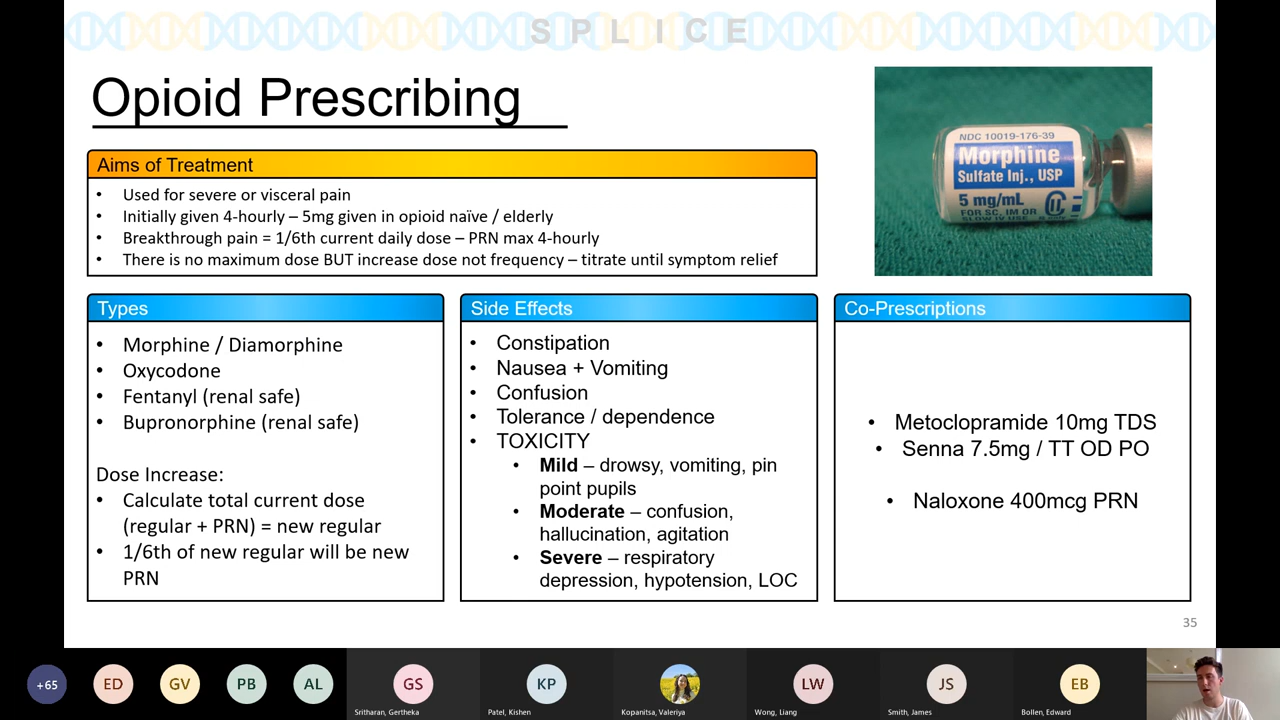 SPLICE
Opioid Prescribing
NDC 10019-176-39
Morphine
Sulfate Inj., USP
5 mg/mL
FOR SC, IM OR
SLOW IV USE
Aims of Treatment
• Used for severe or visceral pain
• Initially given 4-hourly – 5mg given in opioid naïve / elderly
• Breakthrough pain = 1/6th current daily dose – PRN max 4-hourly
• There is no maximum dose BUT increase dose not frequency – titrate until symptom relief
Types
• Morphine / Diamorphine
• Oxycodone
• Fentanyl (renal safe)
• Bupronorphine (renal safe)
Dose Increase:
• Calculate total current dose
(regular + PRN) = new regular
• 1/6th of new regular will be new
PRN
Side Effects
• Constipation
• Nausea + Vomiting
• Confusion
• Tolerance / dependence
• TOXICITY
• Mild – drowsy, vomiting, pin
point pupils
• Moderate – confusion,
hallucination, agitation
• Severe – respiratory
depression, hypotension, LOC
Co-Prescriptions
• Metoclopramide 10mg TDS
• Senna 7.5mg / TT OD PO
• Naloxone 400mcg PRN
35
+65
ED
GV
PB
AL
GS
Sritharan, Gertheka
KP
Patel, Kishen
Kopanitsa, Valeriya
LW
Wong, Liang
JS
Smith, James
EB
Bollen, Edward